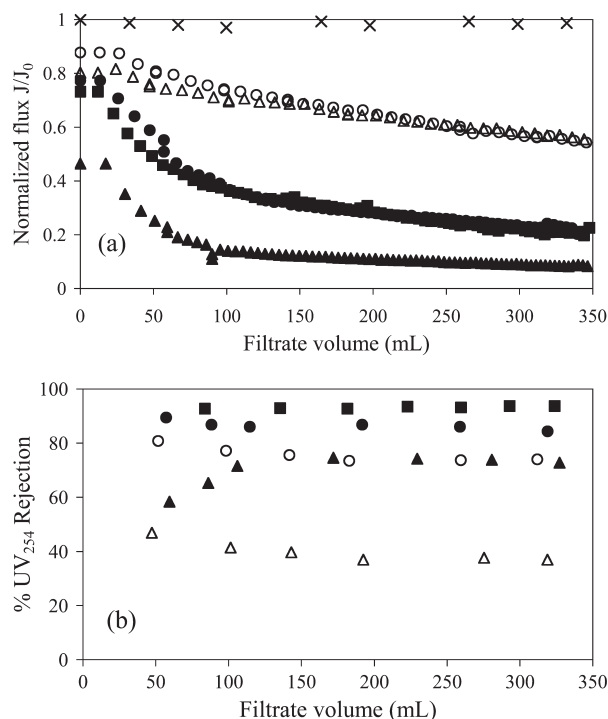 Normalized flux J/J0
1
0.8
0.6
0.4
0.2
0
(a)
0 50 100 150 200 250 300 350
Filtrate volume (mL)
% UV254 Rejection
100
80
60
40
20
0
(b)
0 50 100 150 200 250 300 350
Filtrate volume (mL)